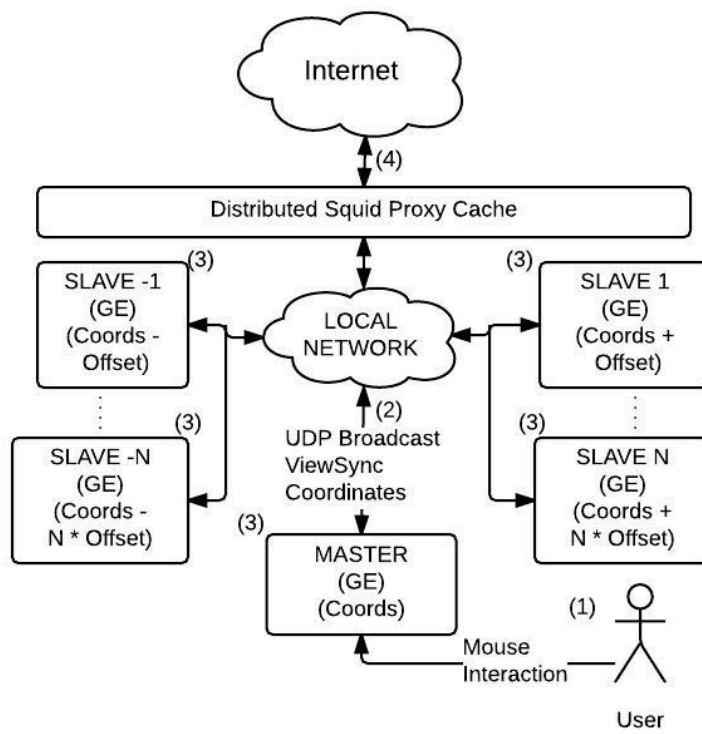 Internet
(4)
Distributed Squid Proxy Cache
(3)
SLAVE -1
(GE)
(Coords -
Offset)
(3)
SLAVE 1
(GE)
(Coords +
Offset)
LOCAL
NETWORK
(3)
SLAVE -N
(GE)
(Coords -
N * Offset)
(2)
UDP Broadcast
ViewSync
Coordinates
(3)
SLAVE N
(GE)
(Coords +
N * Offset)
(3)
MASTER
(GE)
(Coords)
(1)
Mouse
Interaction
User